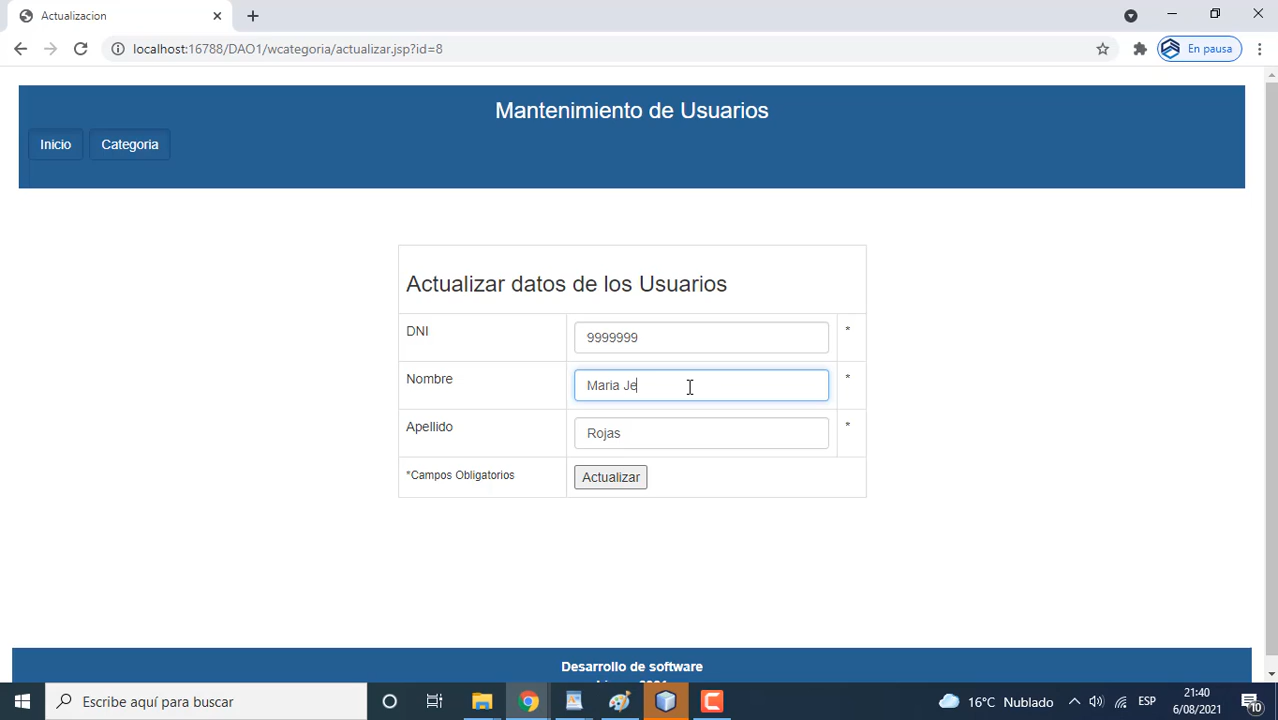 Actualizacion
localhost:16788/DAO1/wcategoria/actualizar.jsp?id=8
En pausa
Mantenimiento de Usuarios
Inicio Categoria
Actualizar datos de los Usuarios
DNI 9999999 *
Nombre Maria Je *
Apellido Rojas *
*Campos Obligatorios Actualizar
Desarrollo de software
Escribe aquí para buscar
16°C Nublado
ESP
21:40
6/08/2021
10